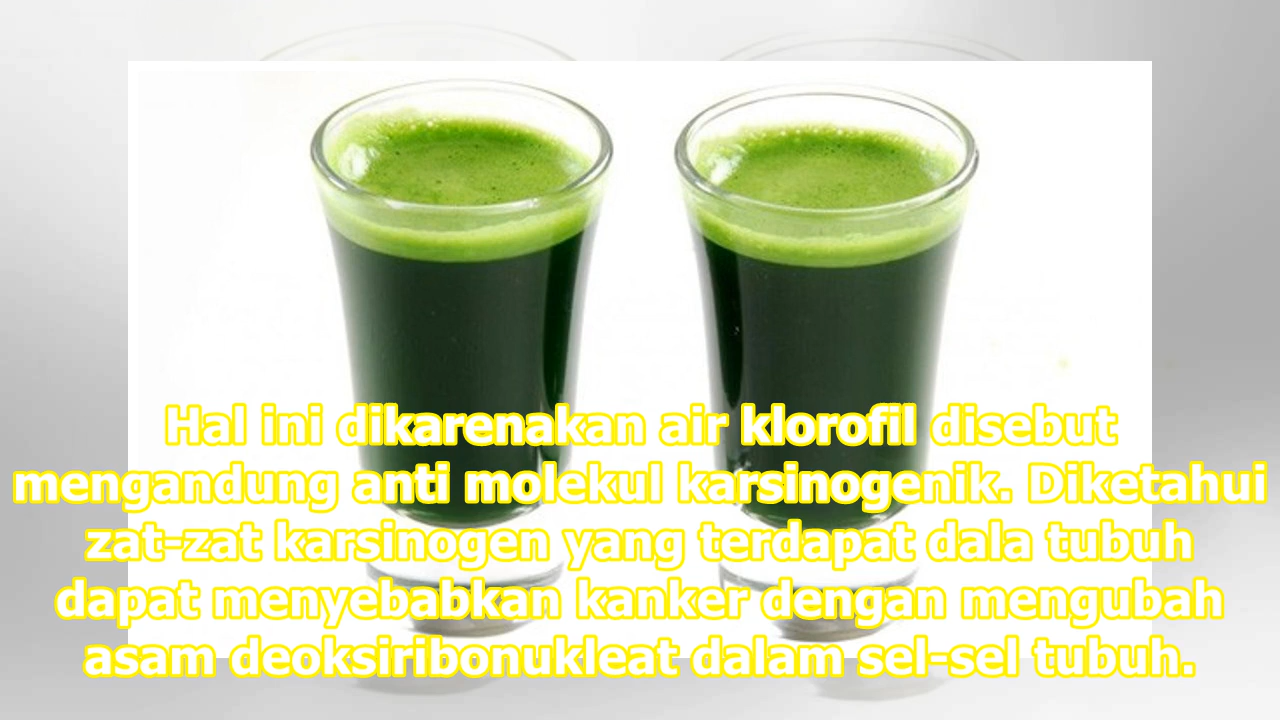 Hal ini dikarenakan air klorofil disebut
mengandung anti molekul karsinogenik. Diketahui
zat-zat karsinogen yang terdapat dala tubuh
dapat menyebabkan kanker dengan mengubah
asam deoksiribonukleat dalam sel-sel tubuh.